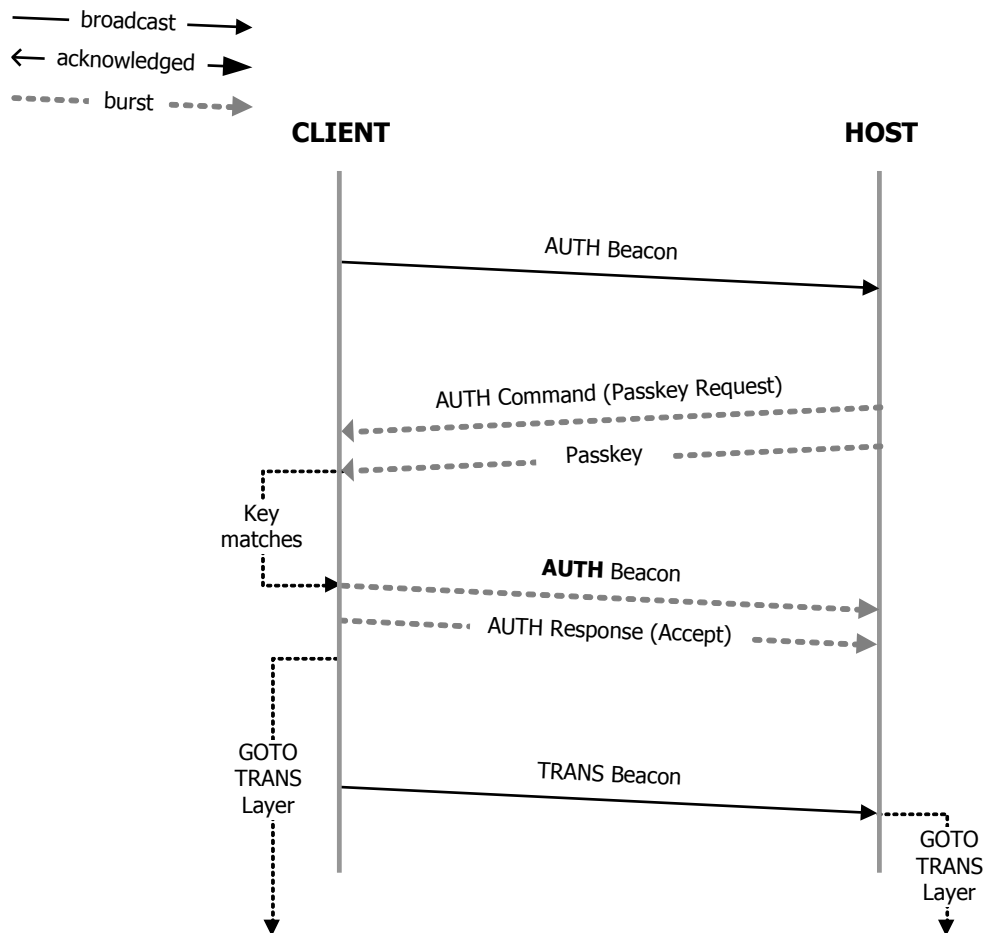 broadcast
acknowledged
burst
CLIENT
HOST
AUTH Beacon
AUTH Command (Passkey Request)
Passkey
Key
matches
AUTH Beacon
AUTH Response (Accept)
GOTO
TRANS
Layer
TRANS Beacon
GOTO
TRANS
Layer